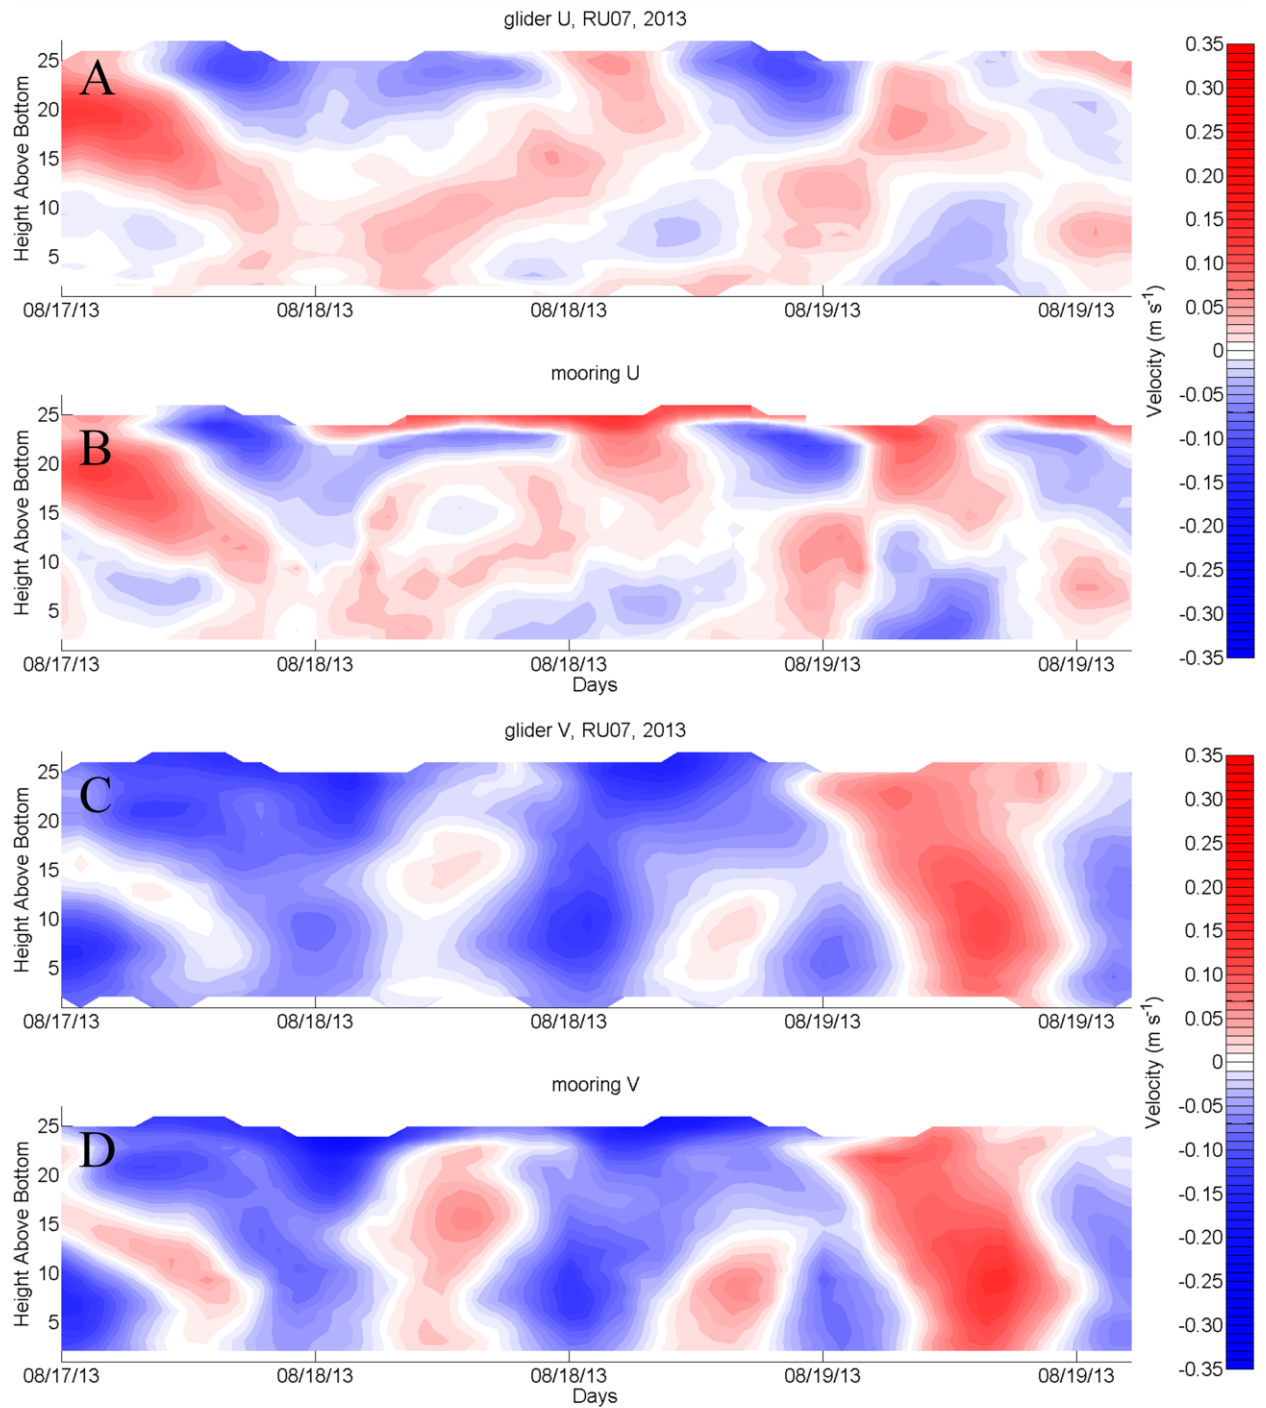 glider U, RU07, 2013
A
Height Above Bottom
25
20
15
10
5
08/17/13 08/18/13 08/18/13 08/19/13 08/19/13
mooring U
B
Height Above Bottom
25
20
15
10
5
08/17/13 08/18/13 08/18/13 08/19/13 08/19/13
Days
0.35
0.30
0.25
0.20
0.15
0.10
0.05
0
-0.05
-0.10
-0.15
-0.20
-0.25
-0.30
-0.35
Velocity (m s⁻¹)
glider V, RU07, 2013
C
Height Above Bottom
25
20
15
10
5
08/17/13 08/18/13 08/18/13 08/19/13 08/19/13
mooring V
D
Height Above Bottom
25
20
15
10
5
08/17/13 08/18/13 08/18/13 08/19/13 08/19/13
Days
0.35
0.30
0.25
0.20
0.15
0.10
0.05
0
-0.05
-0.10
-0.15
-0.20
-0.25
-0.30
-0.35
Velocity (m s⁻¹)